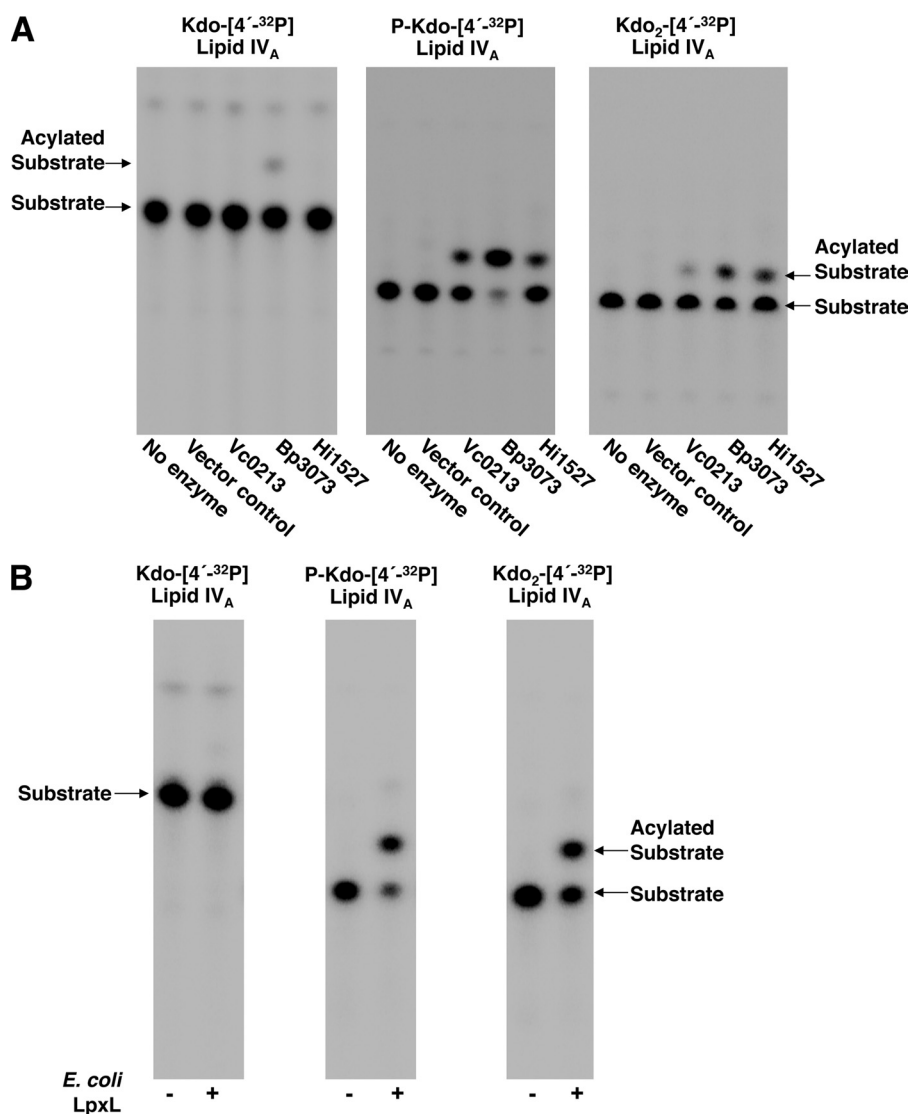 A
Kdo-[4´-³²P]
Lipid IVA
P-Kdo-[4´-³²P]
Lipid IVA
Kdo₂-[4´-³²P]
Lipid IVA
Acylated
Substrate
Substrate
Acylated
Substrate
Substrate
No enzyme
Vector control
Vc0213
Bp3073
Hi1527
No enzyme
Vector control
Vc0213
Bp3073
Hi1527
No enzyme
Vector control
Vc0213
Bp3073
Hi1527
B
Kdo-[4´-³²P]
Lipid IVA
P-Kdo-[4´-³²P]
Lipid IVA
Kdo₂-[4´-³²P]
Lipid IVA
Substrate
Acylated
Substrate
Substrate
E. coli
LpxL
- + - + - +